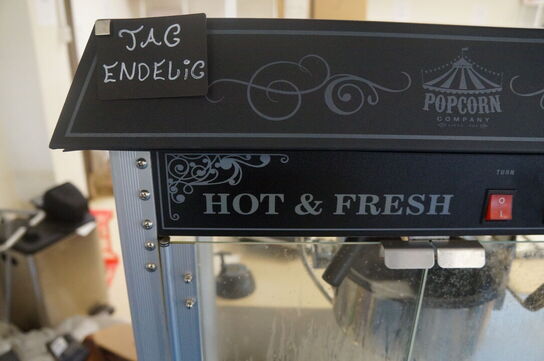 TAG
ENDELIG
POPCORN
COMPANY
TURN
HOT & FRESH
O
I